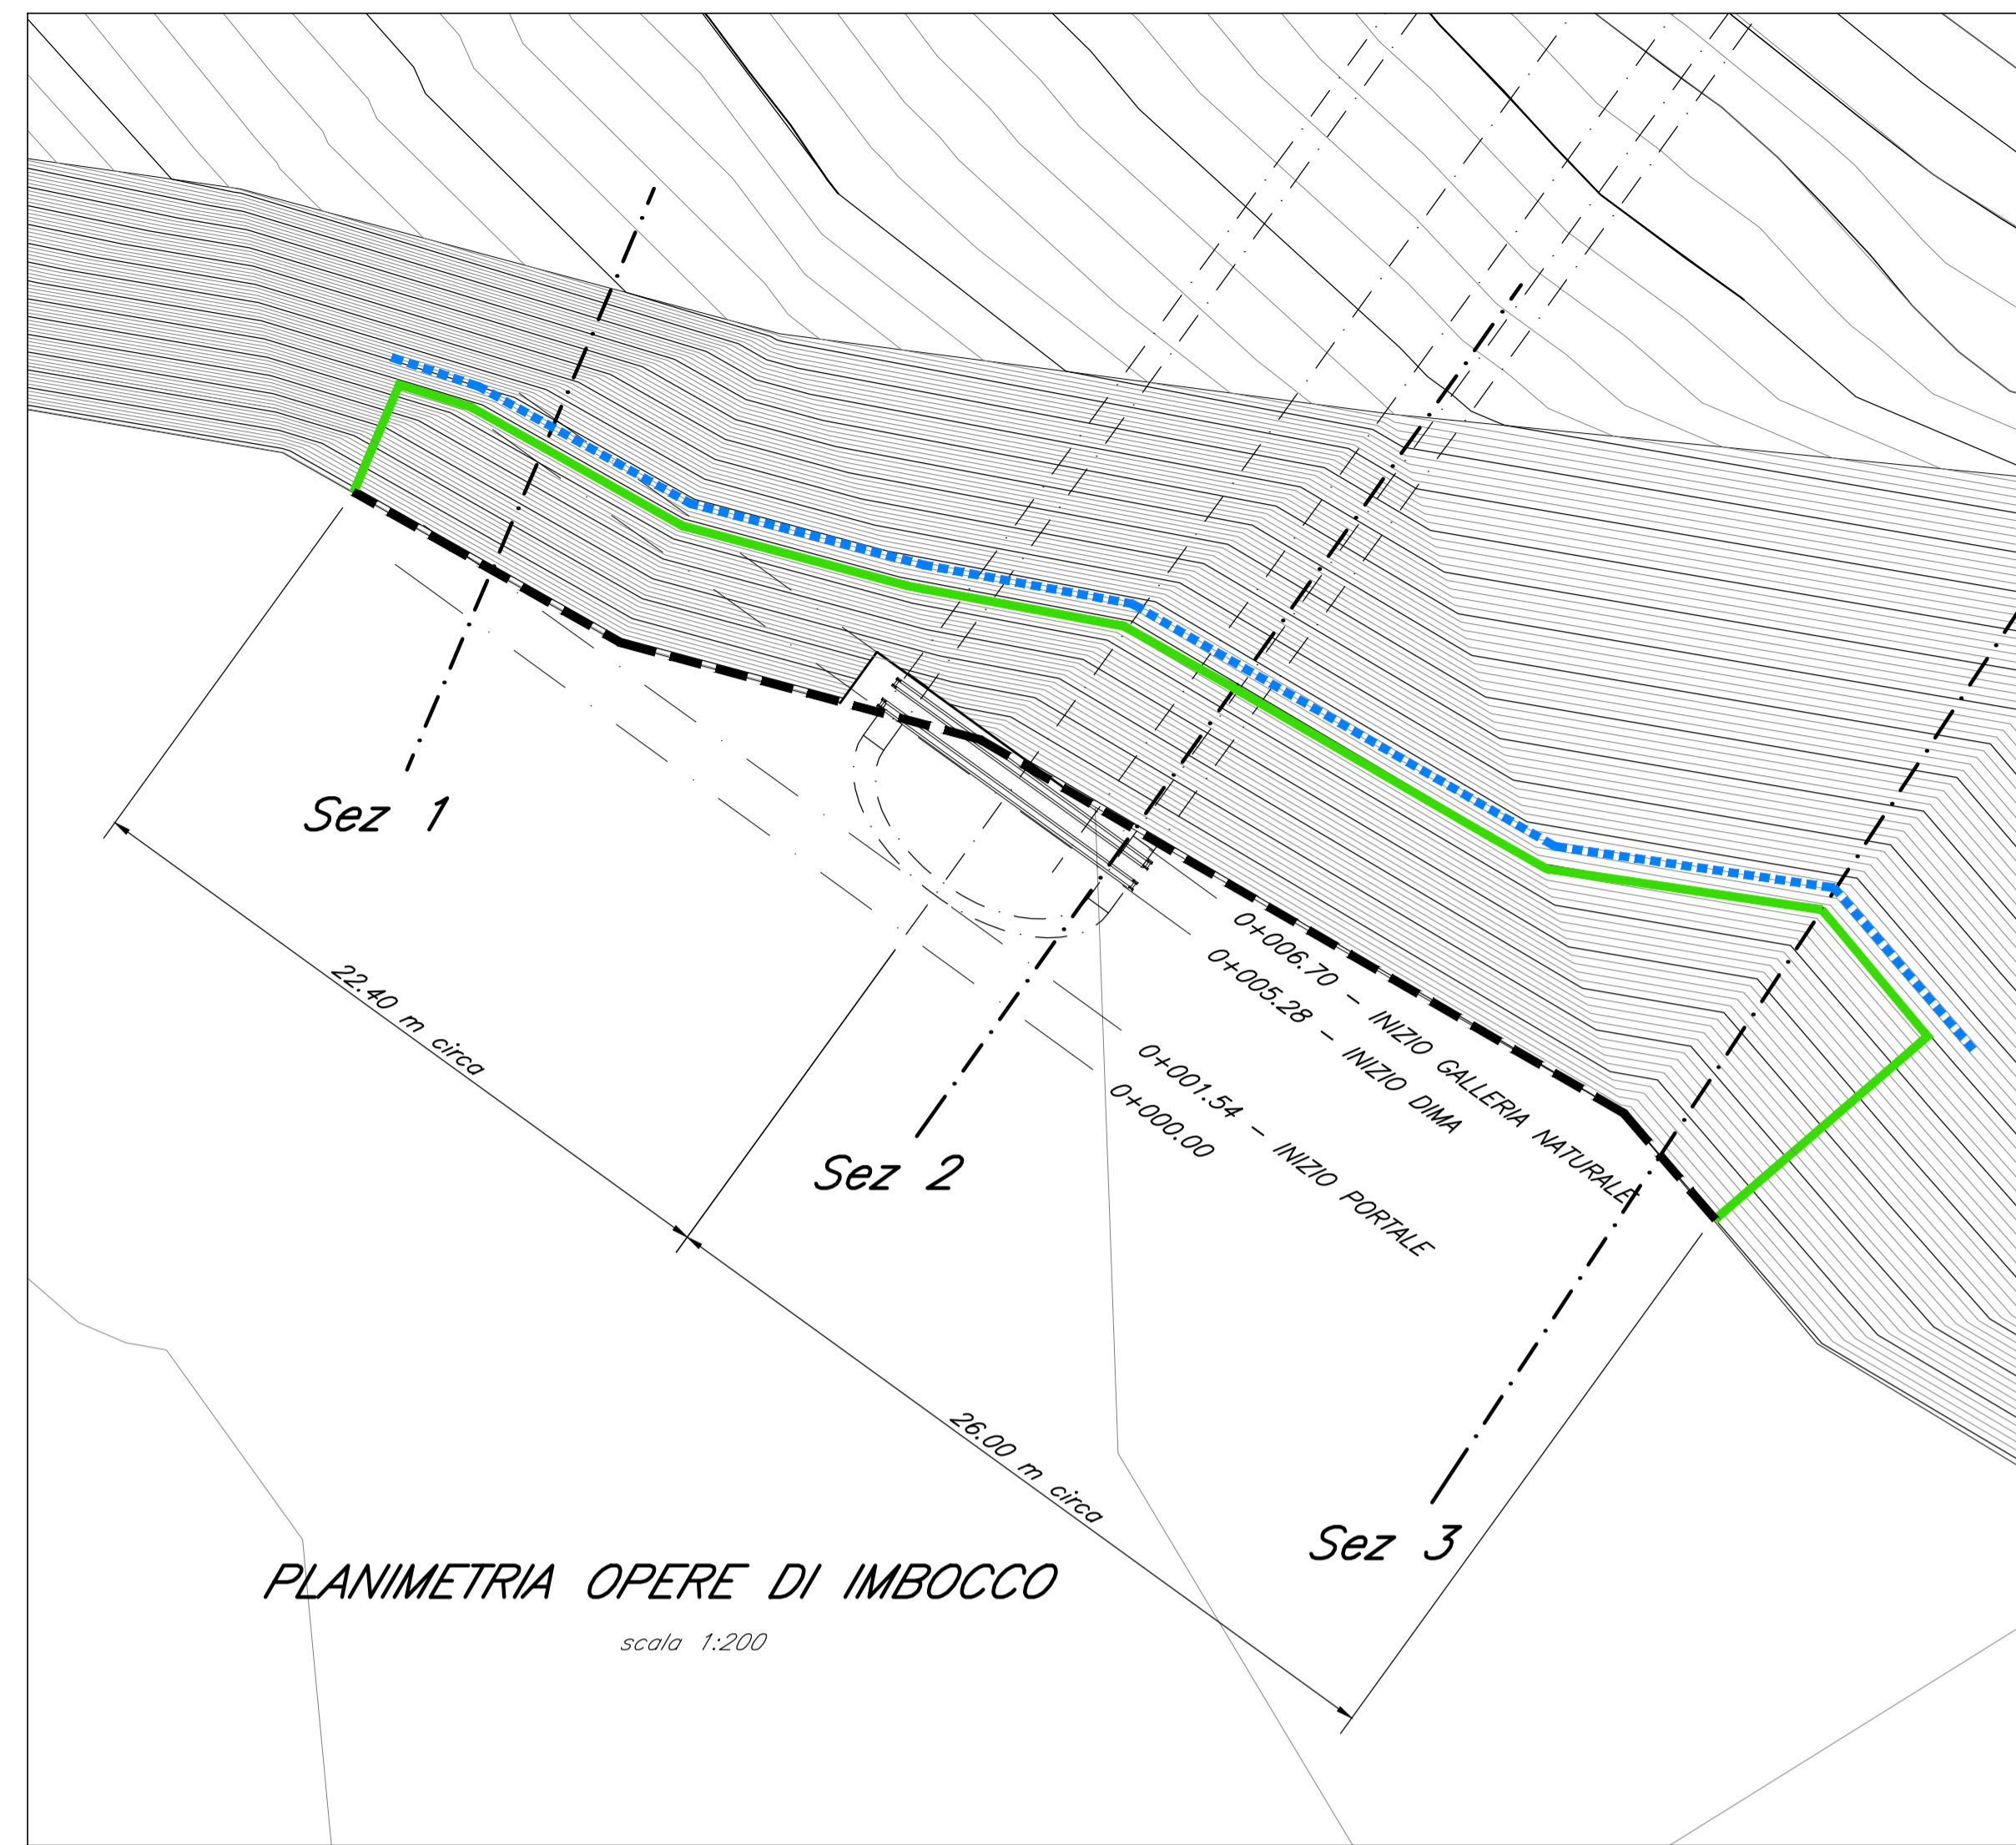 Sez 1
22.40 m circa
0+006.70 - INIZIO GALLERIA NATURALE
0+005.28 - INIZIO DIMA
0+001.54 - INIZIO PORTALE
0+000.00
Sez 2
26.00 m circa
Sez 3
PLANIMETRIA OPERE DI IMBOCCO
scala 1:200